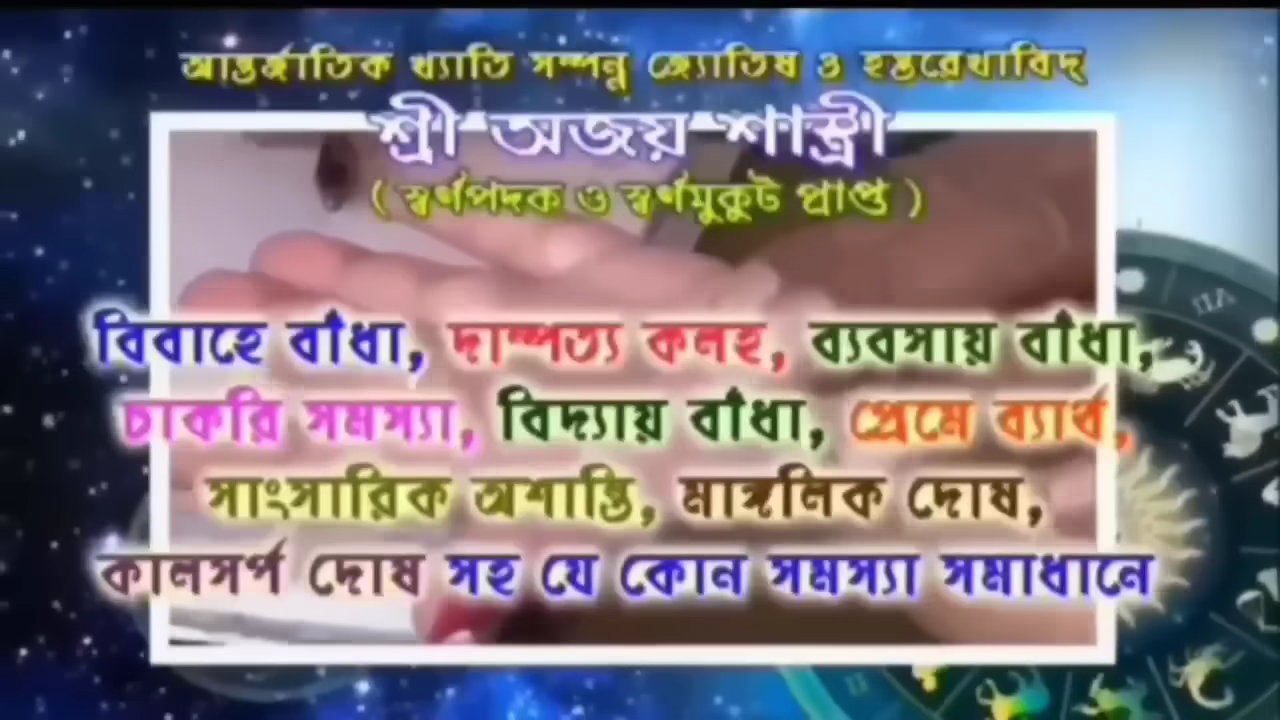 আন্তর্জাতিক খ্যাতি সম্পন্ন জ্যোতিষ ও হস্তরেখাবিদ্
শ্রী অজয় শাস্ত্রী
( স্বর্ণপদক ও স্বর্ণমুকুট প্রাপ্ত )
বিবাহে বাঁধা, দাম্পত্য কলহ, ব্যবসায় বাঁধা,
চাকরি সমস্যা, বিদ্যায় বাঁধা, প্রেমে ব্যার্থ,
সাংসারিক অশান্তি, মাঙ্গলিক দোষ,
কালসর্প দোষ সহ যে কোন সমস্যা সমাধানে